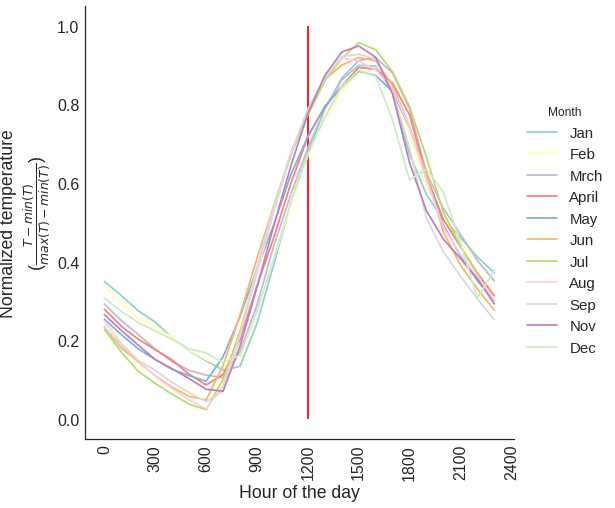 1.0
0.8
0.6
0.4
0.2
0.0
Normalized temperature
(T − min(T) / max(T) − min(T))
0
300
600
900
1200
1500
1800
2100
2400
Hour of the day
Month
Jan
Feb
Mrch
April
May
Jun
Jul
Aug
Sep
Nov
Dec